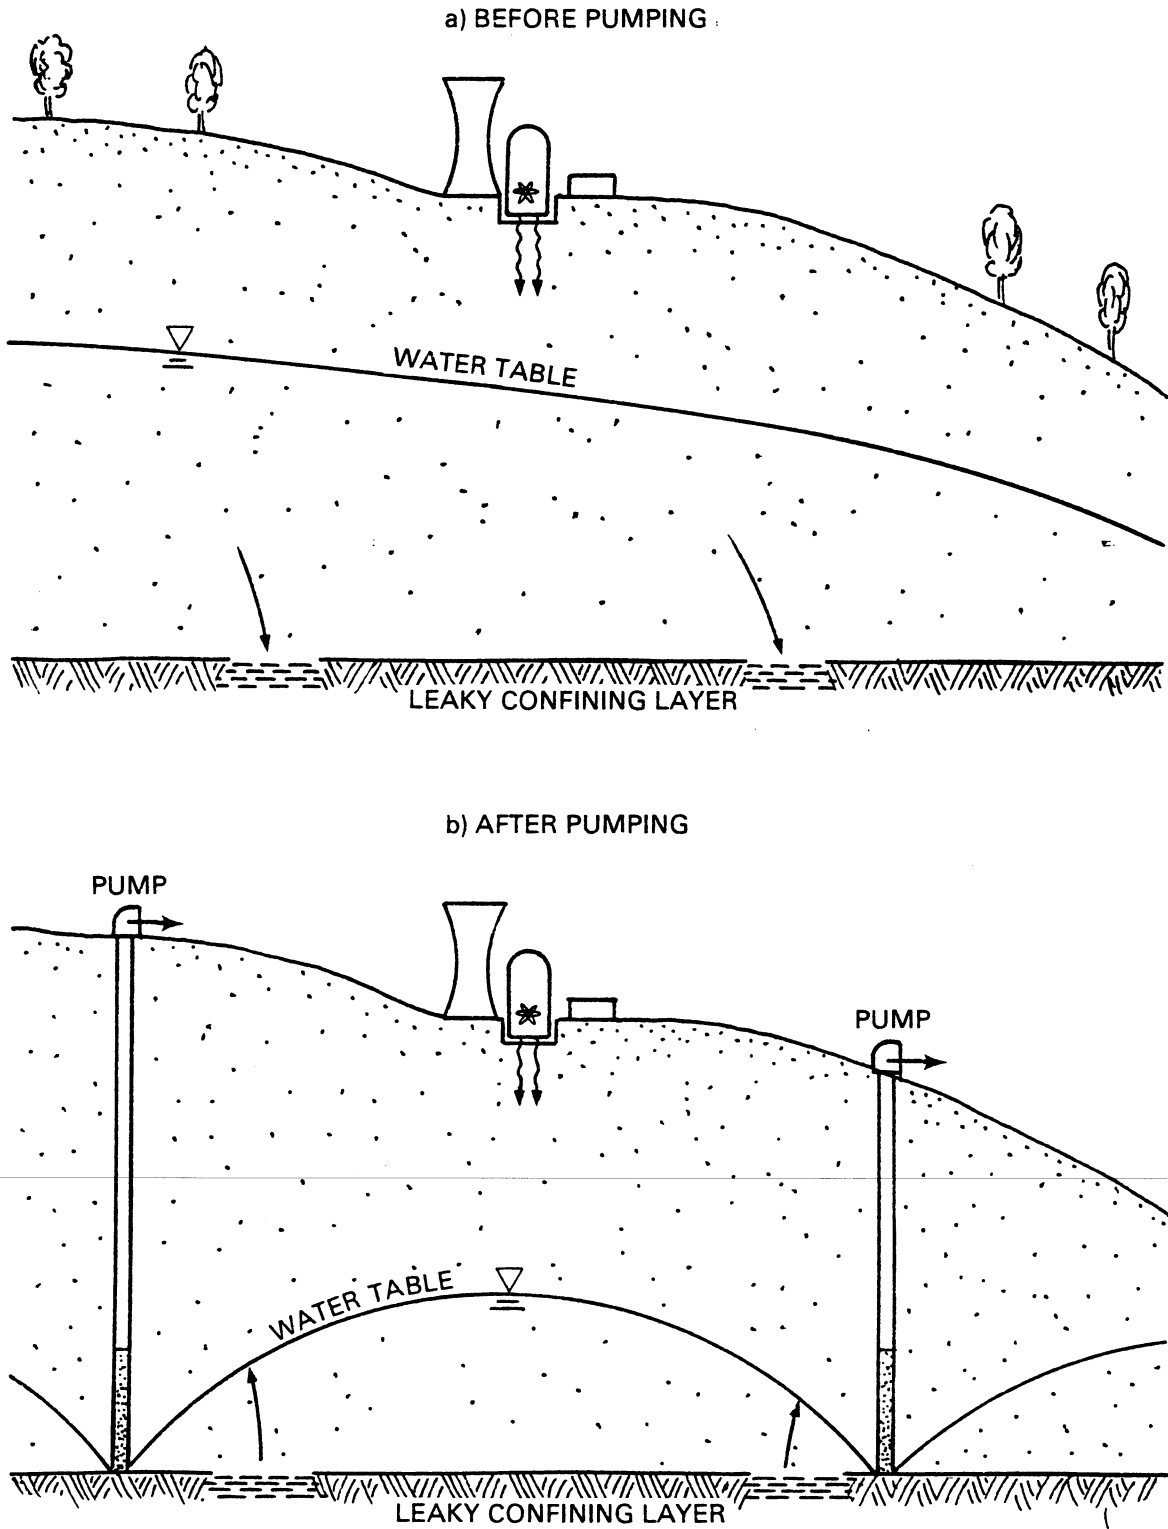 a) BEFORE PUMPING
WATER TABLE
LEAKY CONFINING LAYER
b) AFTER PUMPING
PUMP
PUMP
WATER TABLE
LEAKY CONFINING LAYER